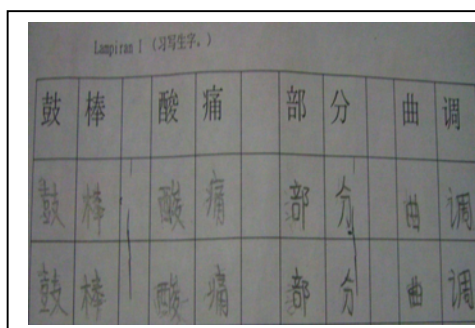 Lampiran 1 (习写生字。)
鼓 棒 酸 痛 部 分 曲 调
鼓 棒 酸 痛 部 分 曲 调
鼓 棒 酸 痛 部 分 曲 调